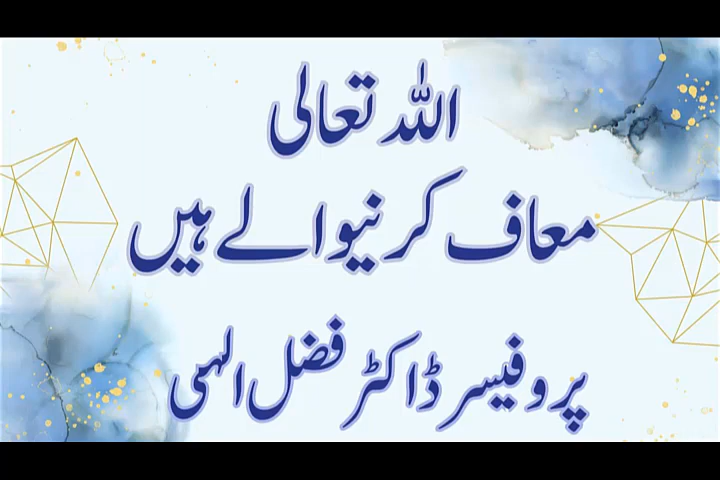 اللہ تعالی
معاف کرنیوالے ہیں
پروفیسر ڈاکٹر فضل الہی